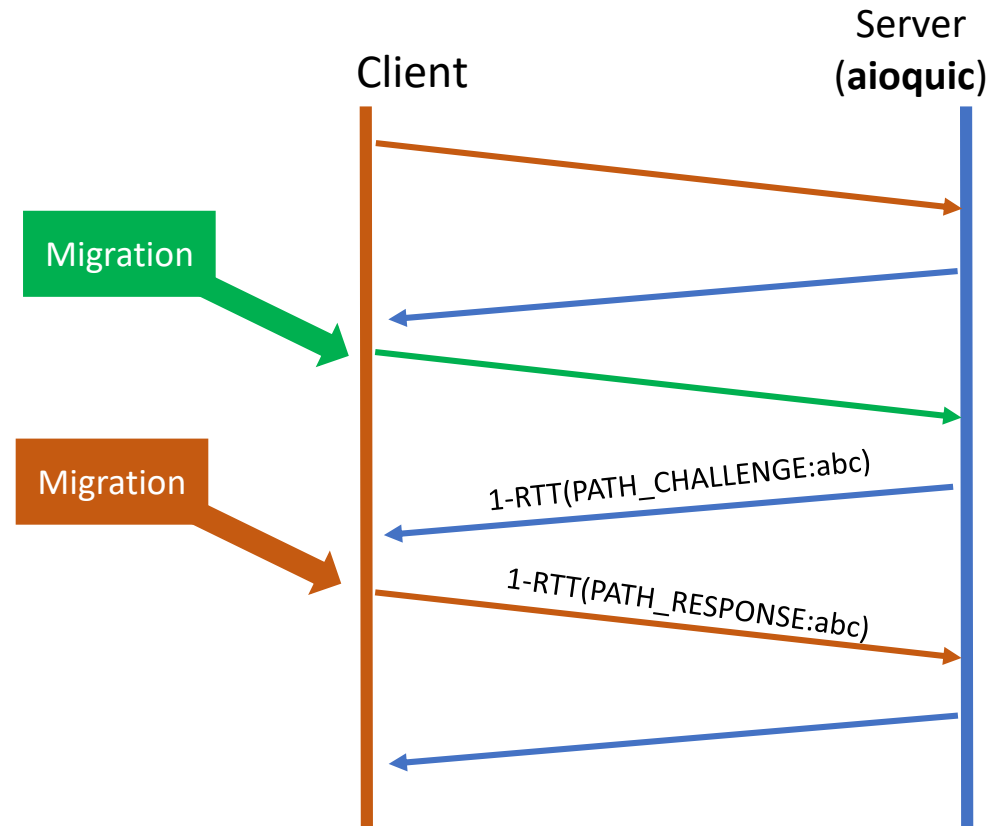 Server
(aioquic)
Client
Migration
Migration
1-RTT(PATH_CHALLENGE:abc)
1-RTT(PATH_RESPONSE:abc)